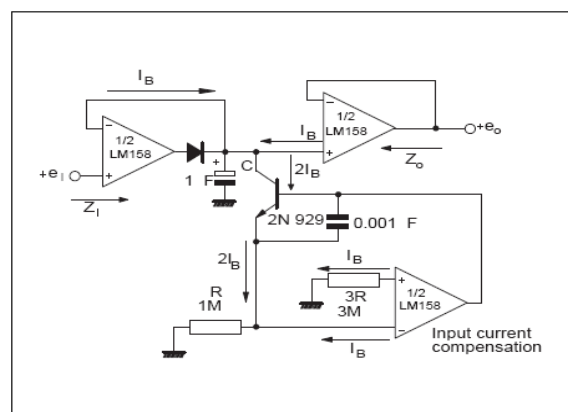 I_B
1/2
LM158
+e_I
Z_I
+
1 F
C
I_B
2I_B
1/2
LM158
+e_o
Z_o
2N 929
0.001 F
2I_B
R
1M
I_B
3R
3M
1/2
LM158
I_B
Input current
compensation